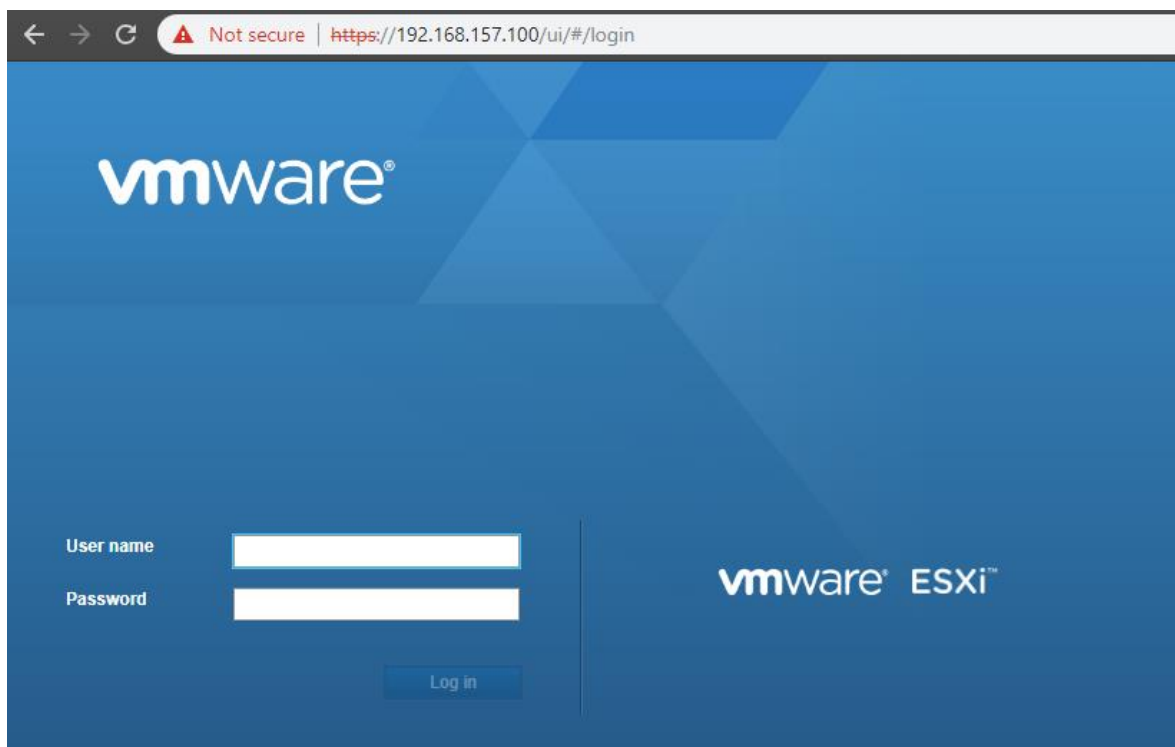 Not secure | https://192.168.157.100/ui/#/login
vmware®
User name
Password
vmware® ESXi™
Log in